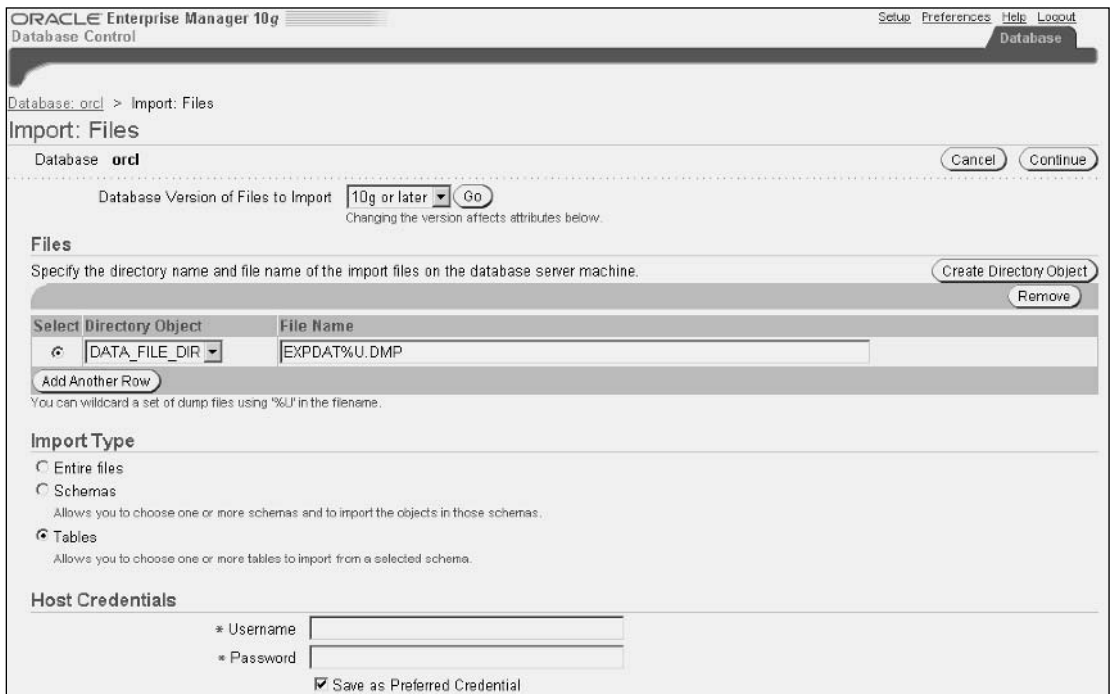 ORACLE Enterprise Manager 10g
Database Control
Setup Preferences Help Logout
Database
Database: orcl > Import: Files
Import: Files
Database orcl
Cancel Continue
Database Version of Files to Import 10g or later Go
Changing the version affects attributes below.
Files
Specify the directory name and file name of the import files on the database server machine.
Create Directory Object
Remove
Select Directory Object File Name
DATA_FILE_DIR EXPDAT%U.DMP
Add Another Row
You can wildcard a set of dump files using '%U' in the filename.
Import Type
Entire files
Schemas
Allows you to choose one or more schemas and to import the objects in those schemas.
Tables
Allows you to choose one or more tables to import from a selected schema.
Host Credentials
* Username
* Password
Save as Preferred Credential